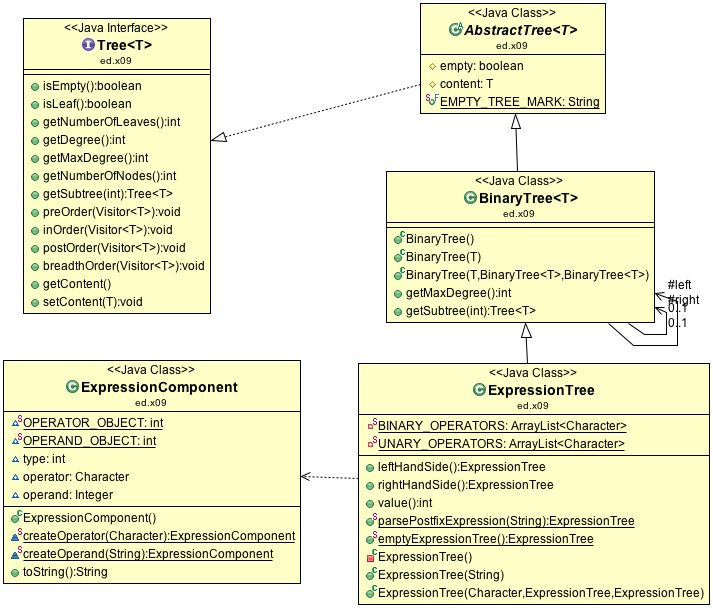 <<Java Interface>>
Tree<T>
ed.x09
isEmpty():boolean
isLeaf():boolean
getNumberOfLeaves():int
getDegree():int
getMaxDegree():int
getNumberOfNodes():int
getSubtree(int):Tree<T>
preOrder(Visitor<T>):void
inOrder(Visitor<T>):void
postOrder(Visitor<T>):void
breadthOrder(Visitor<T>):void
getContent()
setContent(T):void
<<Java Class>>
AbstractTree<T>
ed.x09
empty: boolean
content: T
EMPTY_TREE_MARK: String
<<Java Class>>
BinaryTree<T>
ed.x09
BinaryTree()
BinaryTree(T)
BinaryTree(T,BinaryTree<T>,BinaryTree<T>)
getMaxDegree():int
getSubtree(int):Tree<T>
#left
#right
0..1
0..1
<<Java Class>>
ExpressionComponent
ed.x09
OPERATOR_OBJECT: int
OPERAND_OBJECT: int
type: int
operator: Character
operand: Integer
ExpressionComponent()
createOperator(Character):ExpressionComponent
createOperand(String):ExpressionComponent
toString():String
<<Java Class>>
ExpressionTree
ed.x09
BINARY_OPERATORS: ArrayList<Character>
UNARY_OPERATORS: ArrayList<Character>
leftHandSide():ExpressionTree
rightHandSide():ExpressionTree
value():int
parsePostfixExpression(String):ExpressionTree
emptyExpressionTree():ExpressionTree
ExpressionTree()
ExpressionTree(String)
ExpressionTree(Character,ExpressionTree,ExpressionTree)